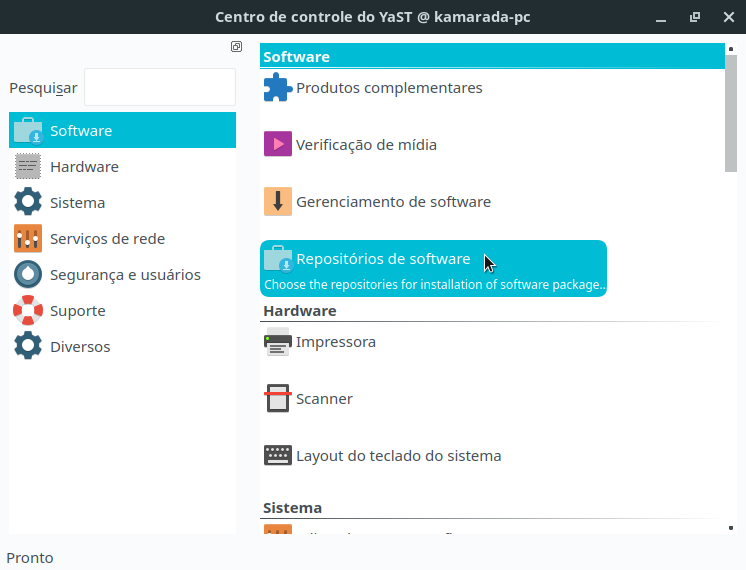 Centro de controle do YaST @ kamarada-pc
Pesquisar
Software
Hardware
Sistema
Serviços de rede
Segurança e usuários
Suporte
Diversos
Software
Produtos complementares
Verificação de mídia
Gerenciamento de software
Repositórios de software
Choose the repositories for installation of software package...
Hardware
Impressora
Scanner
Layout do teclado do sistema
Sistema
Pronto